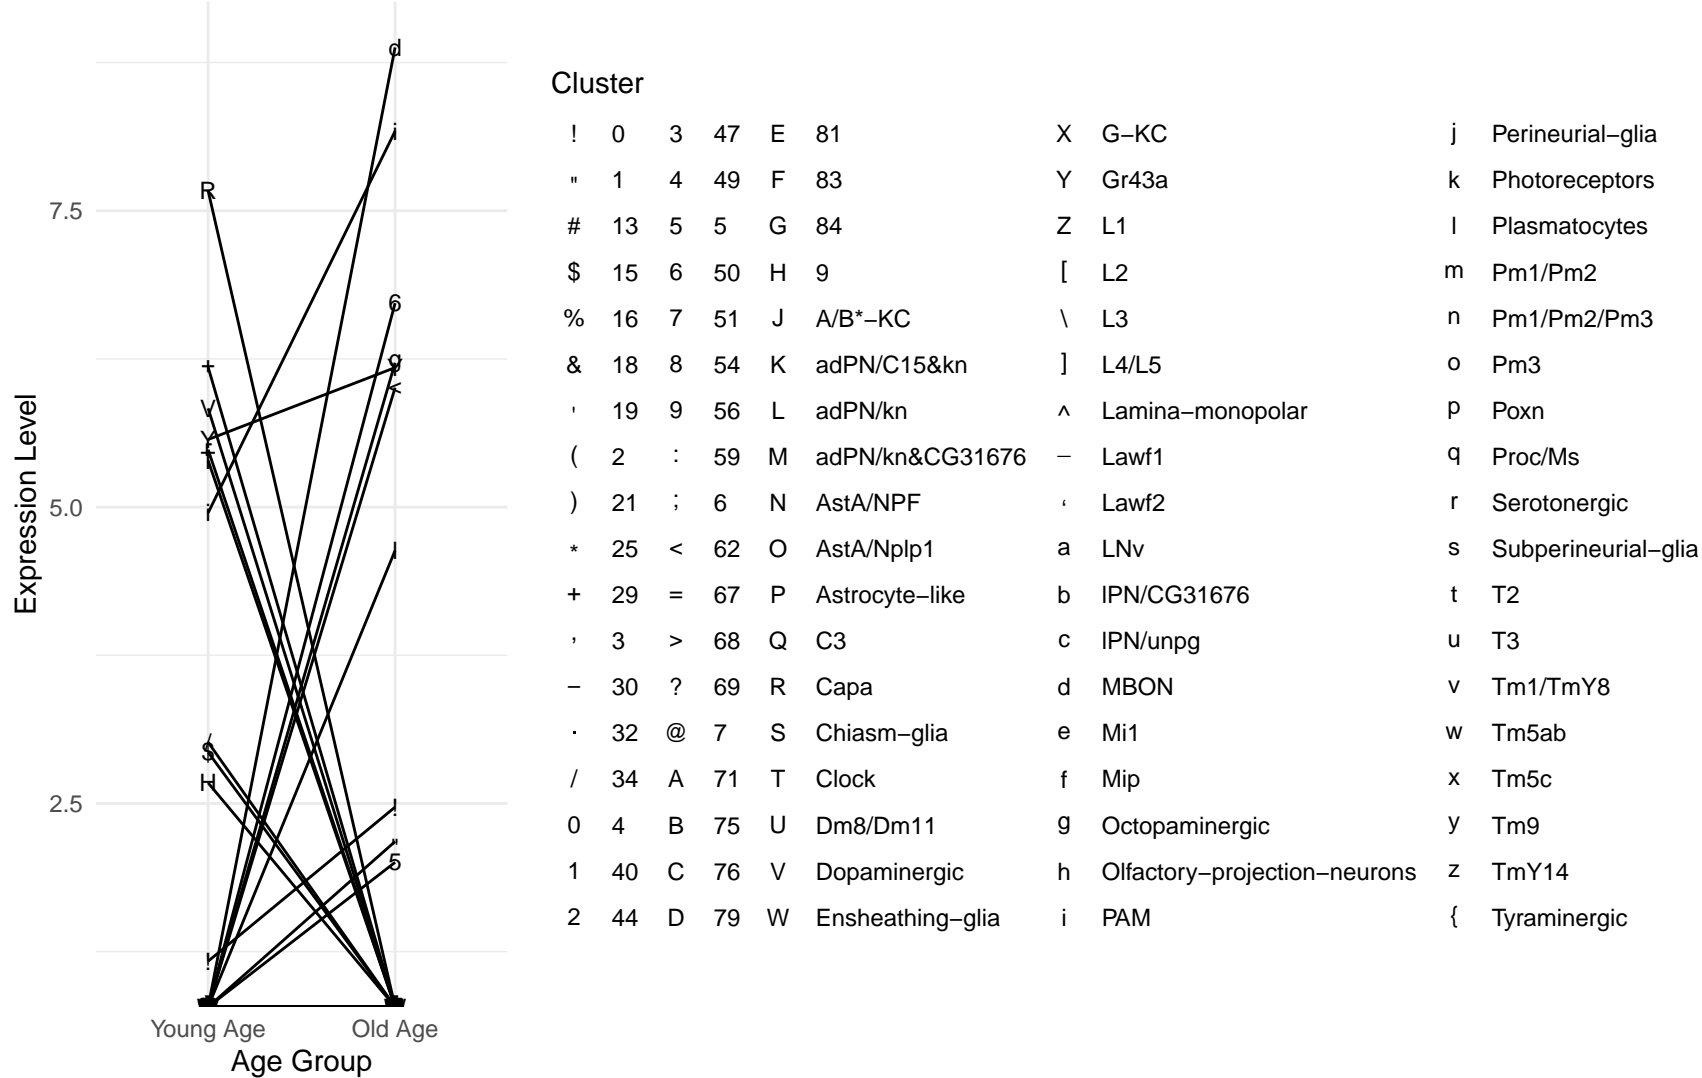 Cluster
! 0 3 47 E 81 X G−KC j Perineurial−glia
" 1 4 49 F 83 Y Gr43a k Photoreceptors
# 13 5 5 G 84 Z L1 l Plasmatocytes
$ 15 6 50 H 9 [ L2 m Pm1/Pm2
% 16 7 51 J A/B*−KC \ L3 n Pm1/Pm2/Pm3
& 18 8 54 K adPN/C15&kn ] L4/L5 o Pm3
' 19 9 56 L adPN/kn ^ Lamina−monopolar p Poxn
( 2 : 59 M adPN/kn&CG31676 − Lawf1 q Proc/Ms
) 21 ; 6 N AstA/NPF ‘ Lawf2 r Serotonergic
* 25 < 62 O AstA/Nplp1 a LNv s Subperineurial−glia
+ 29 = 67 P Astrocyte−like b lPN/CG31676 t T2
, 3 > 68 Q C3 c lPN/unpg u T3
− 30 ? 69 R Capa d MBON v Tm1/TmY8
. 32 @ 7 S Chiasm−glia e Mi1 w Tm5ab
/ 34 A 71 T Clock f Mip x Tm5c
0 4 B 75 U Dm8/Dm11 g Octopaminergic y Tm9
1 40 C 76 V Dopaminergic h Olfactory−projection−neurons z TmY14
2 44 D 79 W Ensheathing−glia i PAM { Tyraminergic
Expression Level
7.5
5.0
2.5
R
+
V
Y
i
$
H
!
d
i
6
g
<
l
!
"
5
Young Age Old Age
Age Group